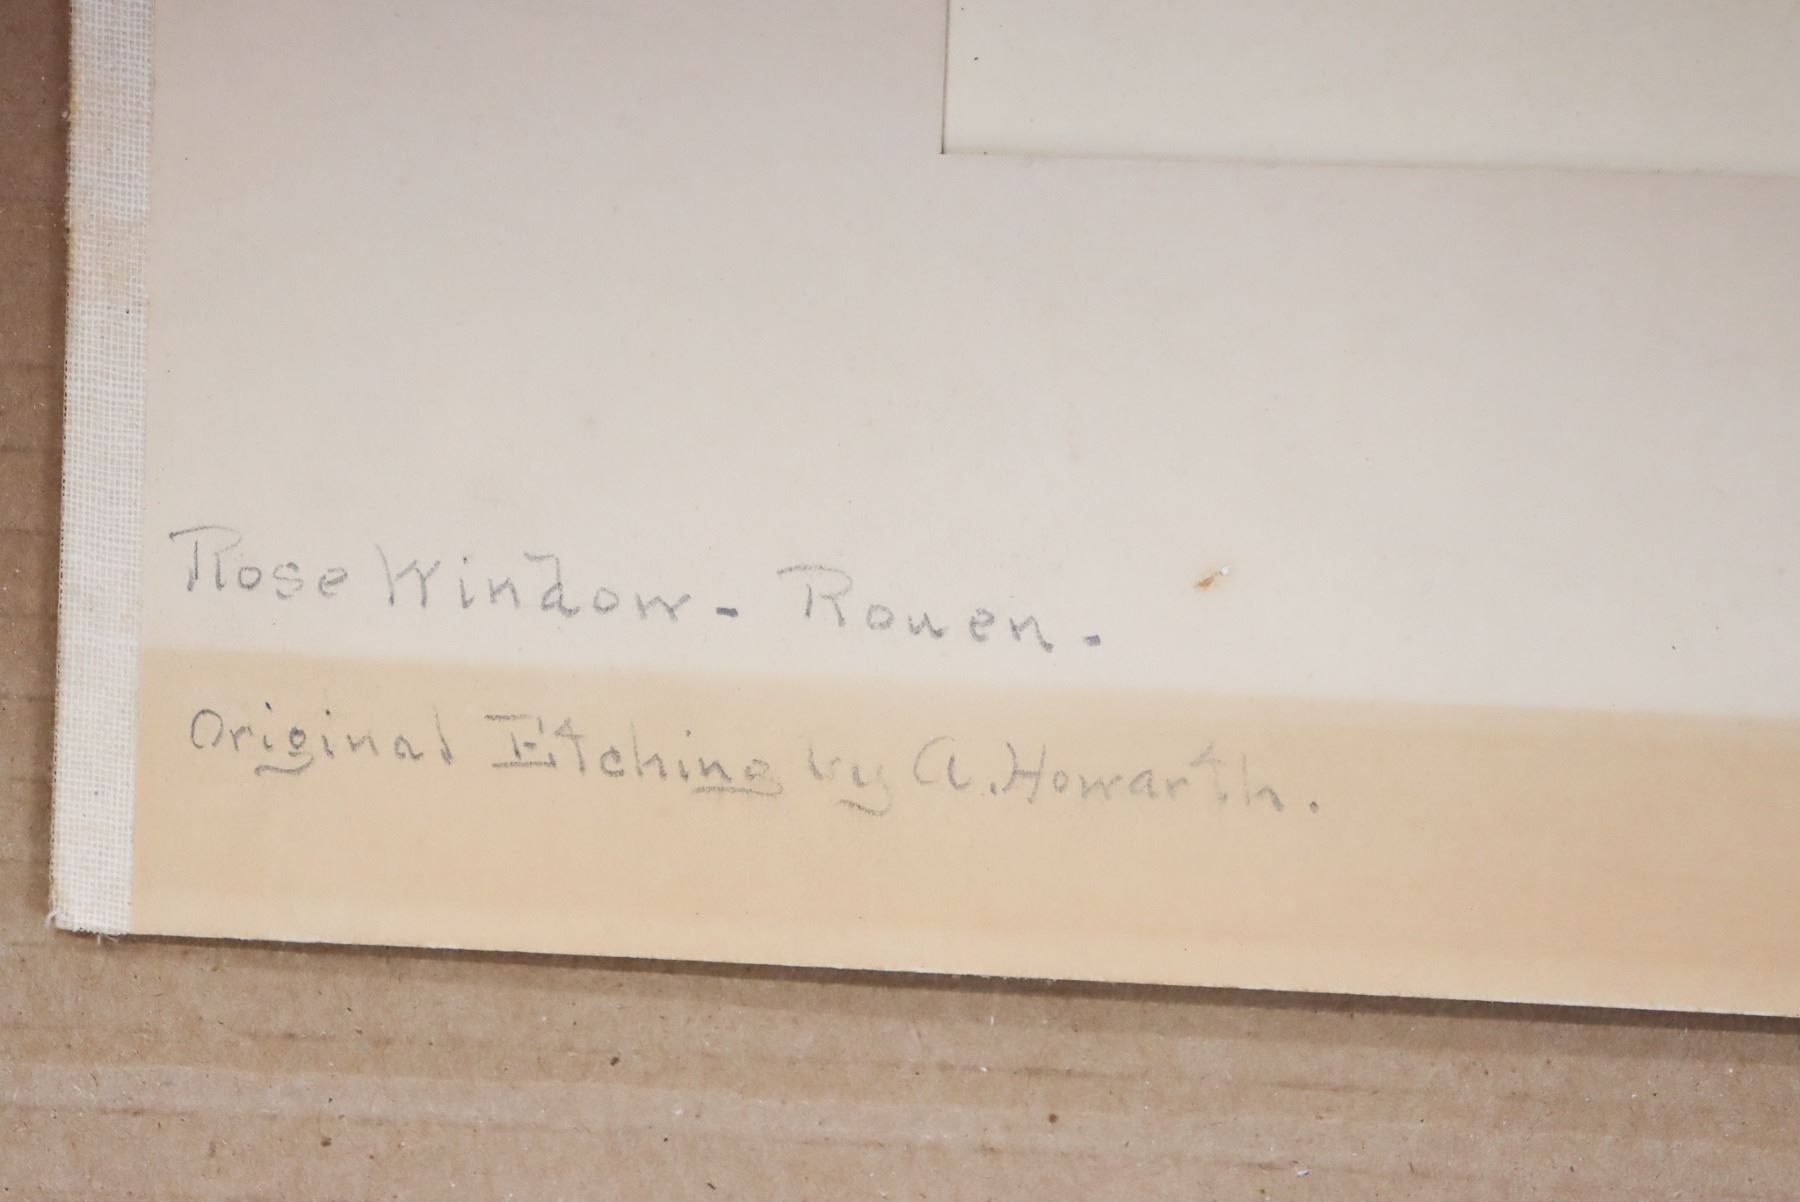 Rose Window - Rouen.
Original Etching by A. Howarth.